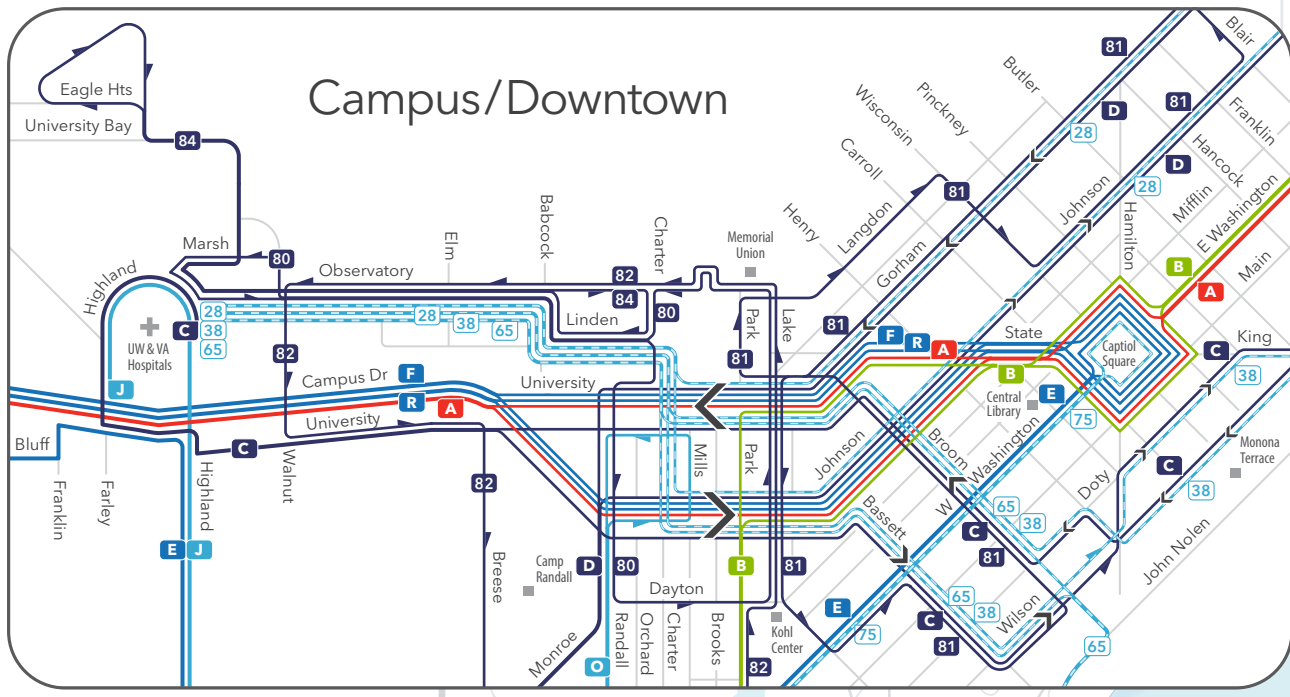 Campus/Downtown
Eagle Hts
University Bay
84
Marsh
80
Observatory
82
84
Linden
80
Highland
C
28
38
65
UW & VA
Hospitals
J
28
38
65
Elm
Babcock
Charter
Memorial
Union
Park
Lake
81
82
Campus Dr
F
R
A
University
University
C
Bluff
Franklin
Farley
Highland
Walnut
E
J
82
Breese
Camp
Randall
D
80
Monroe
Randall
Orchard
Charter
Brooks
O
Dayton
Mills
Park
B
81
Kohl
Center
82
Henry
Langdon
81
Carroll
Wisconsin
Pinckney
Butler
81
D
28
Blair
81
D
28
Franklin
Hancock
Mifflin
E Washington
Main
Hamilton
Johnson
Gorham
81
F
R
A
State
B
B
A
Captiol
Square
King
C
38
Central
Library
E
75
Monona
Terrace
Johnson
Broom
W Washington
Bassett
Doty
C
38
65
38
C
81
John Nolen
65
38
Wilson
C
81
E
75
65